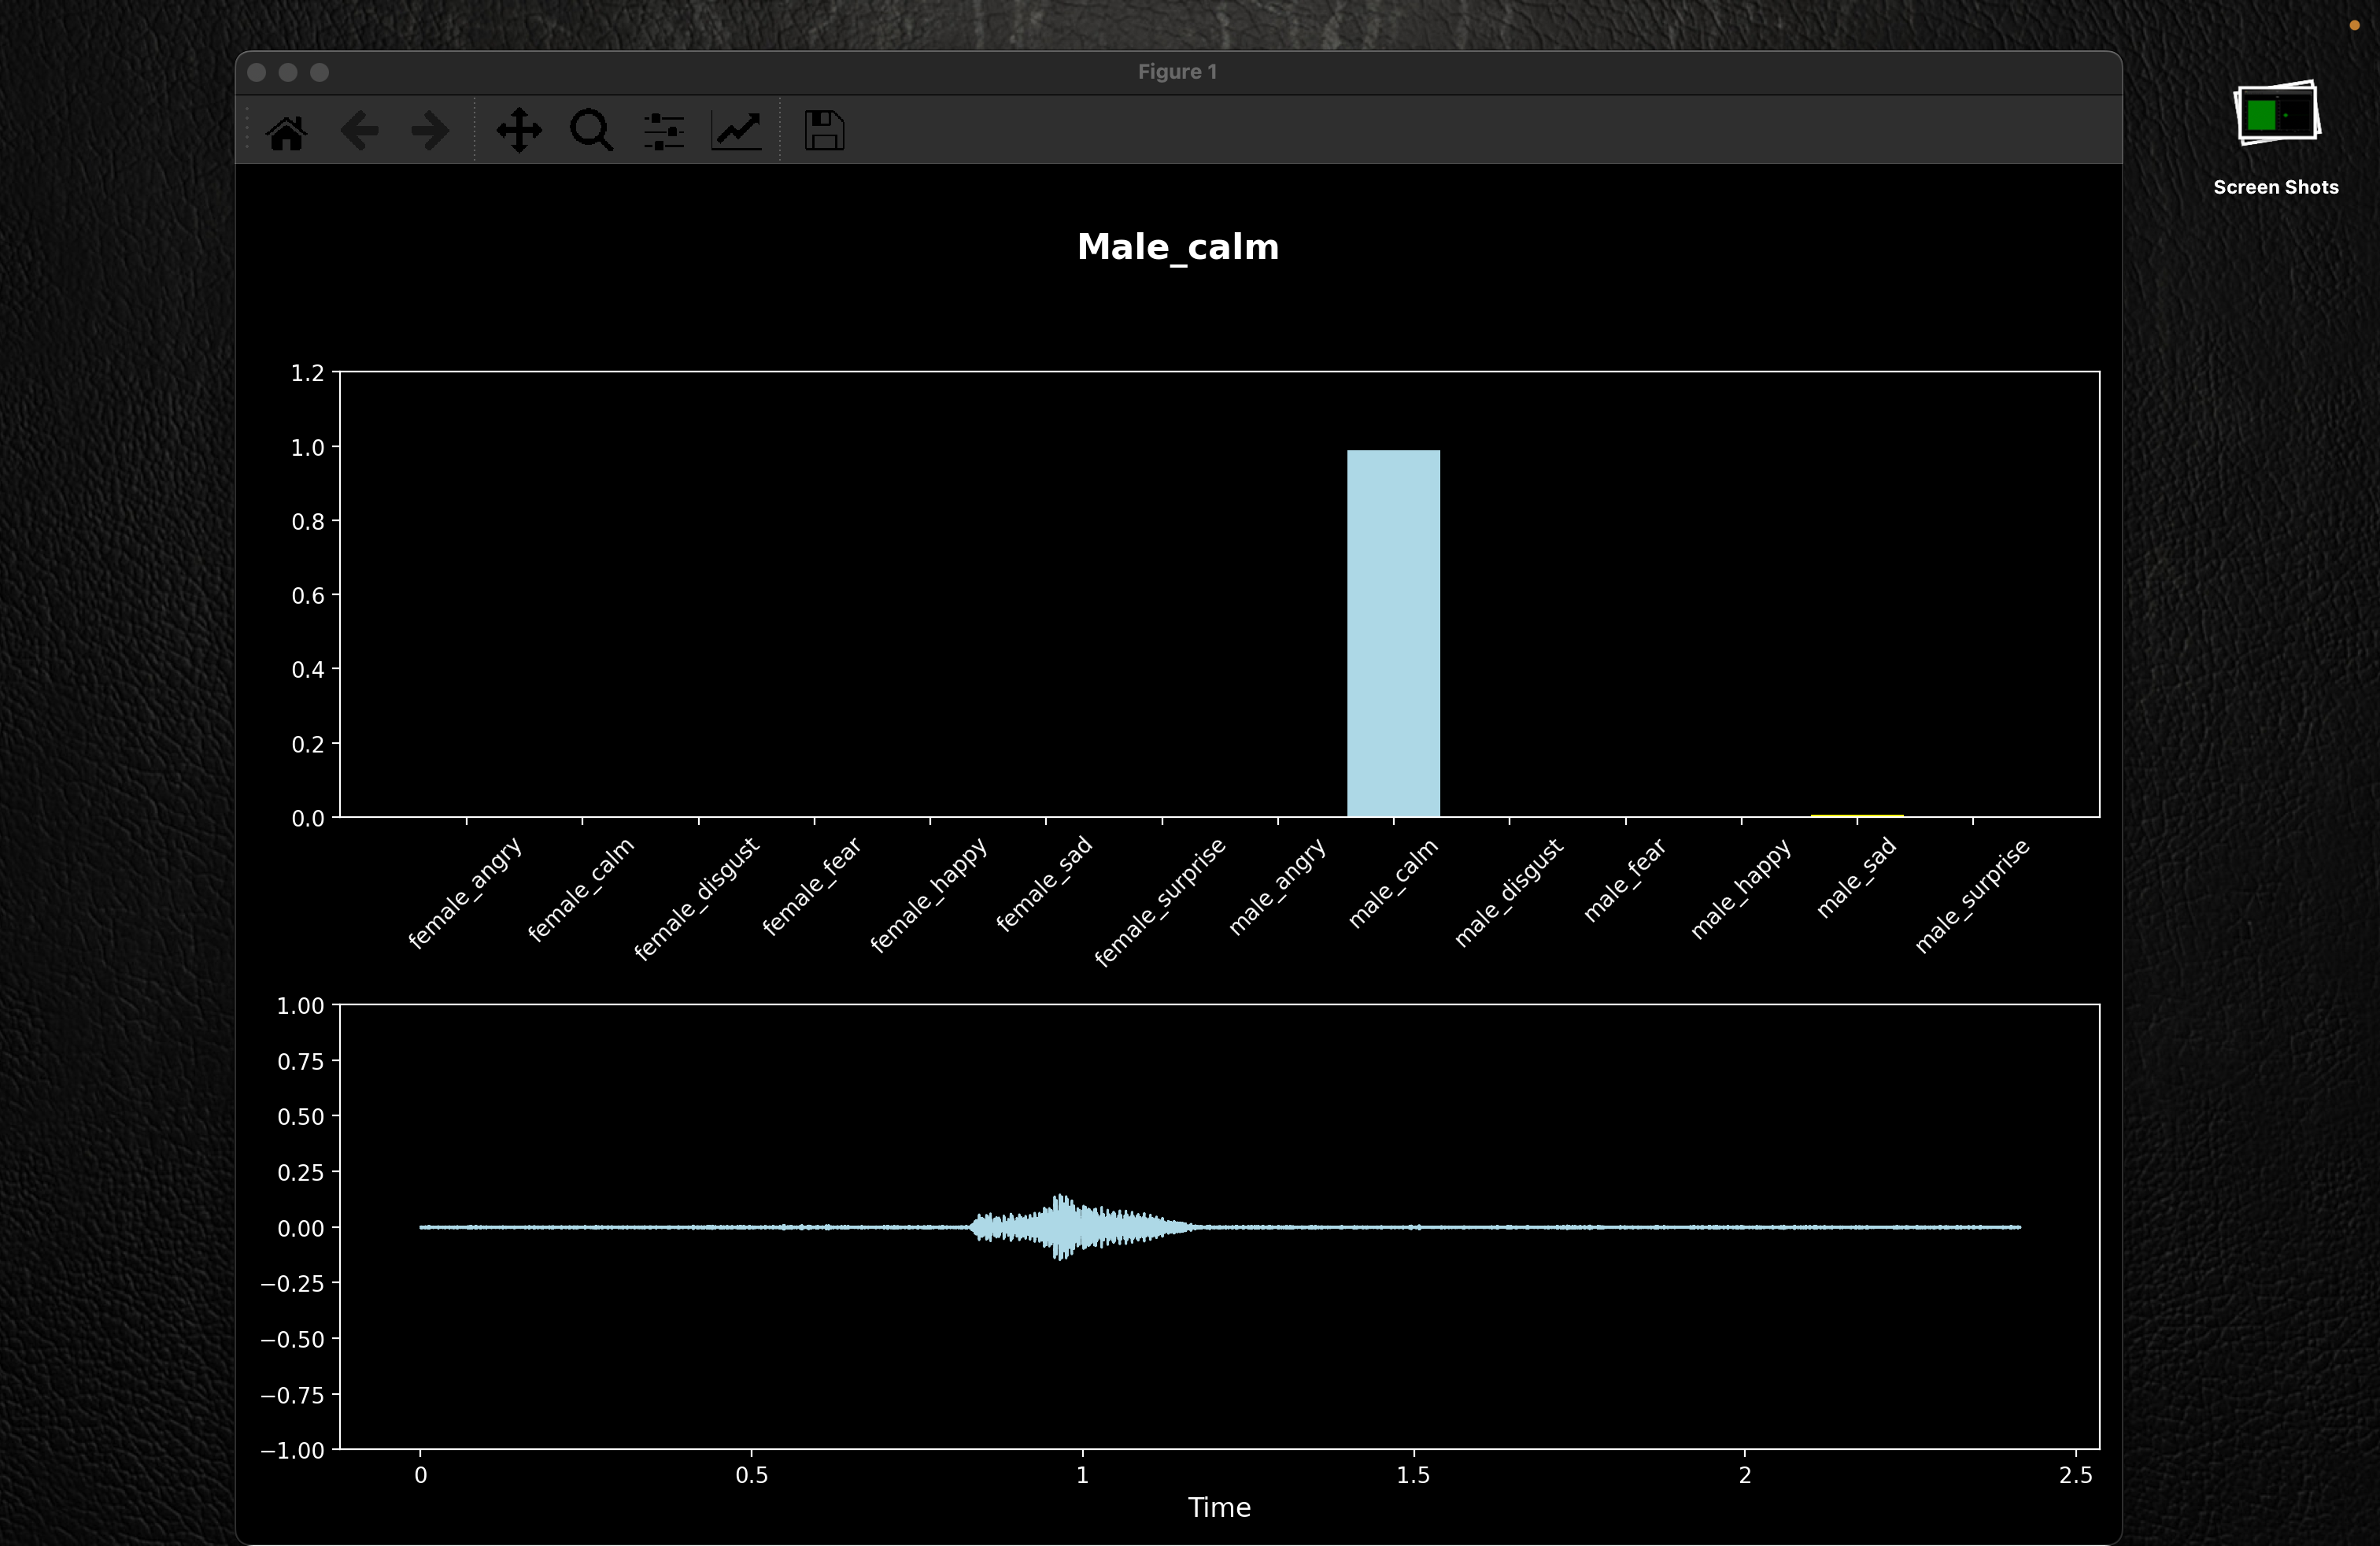 Figure 1
Screen Shots
Male_calm
1.2
1.0
0.8
0.6
0.4
0.2
0.0
female_angry
female_calm
female_disgust
female_fear
female_happy
female_sad
female_surprise
male_angry
male_calm
male_disgust
male_fear
male_happy
male_sad
male_surprise
1.00
0.75
0.50
0.25
0.00
−0.25
−0.50
−0.75
−1.00
0 0.5 1 1.5 2 2.5
Time